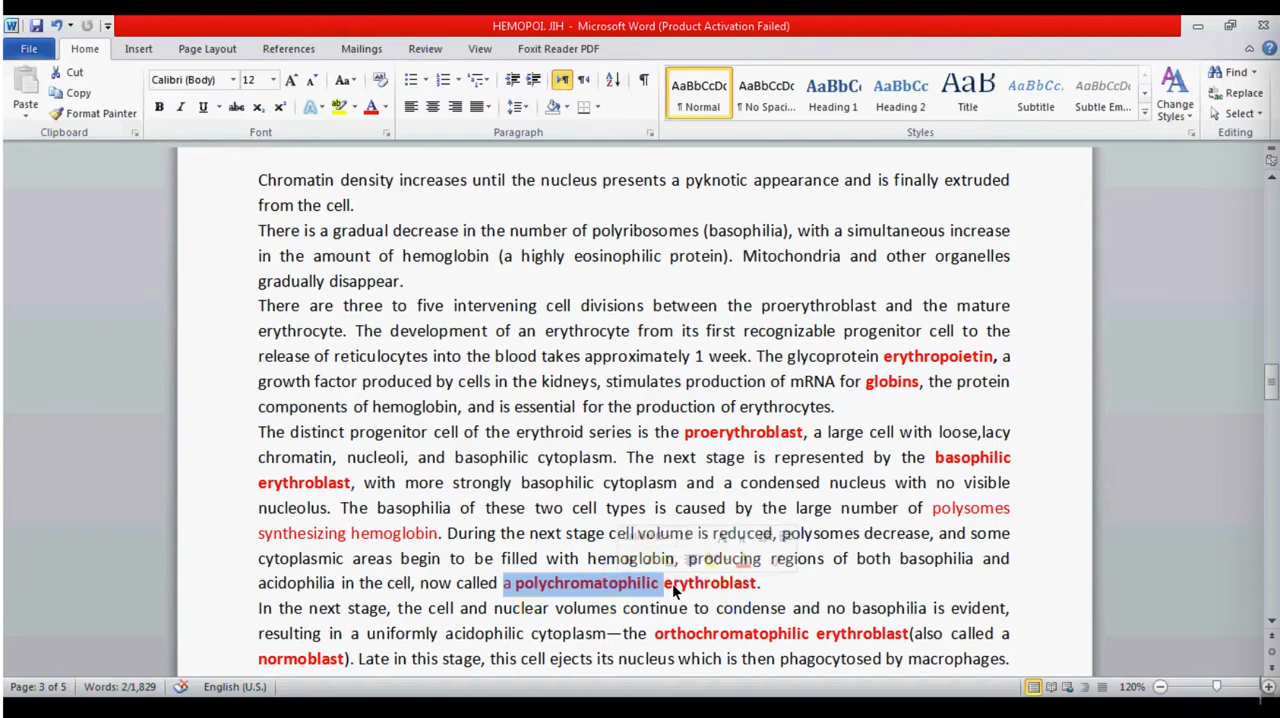 HEMOPOI. JIH - Microsoft Word (Product Activation Failed)
File Home Insert Page Layout References Mailings Review View Foxit Reader PDF
Cut
Copy
Format Painter
Paste
Clipboard
Calibri (Body) 12
Font
Paragraph
AaBbCcDc AaBbCcDc AaBbC AaBbCc AaB AaBbCc. AaBbCcDc
¶ Normal ¶ No Spaci... Heading 1 Heading 2 Title Subtitle Subtle Em...
Change Styles
Styles
Find
Replace
Select
Editing
Chromatin density increases until the nucleus presents a pyknotic appearance and is finally extruded
from the cell.
There is a gradual decrease in the number of polyribosomes (basophilia), with a simultaneous increase
in the amount of hemoglobin (a highly eosinophilic protein). Mitochondria and other organelles
gradually disappear.
There are three to five intervening cell divisions between the proerythroblast and the mature
erythrocyte. The development of an erythrocyte from its first recognizable progenitor cell to the
release of reticulocytes into the blood takes approximately 1 week. The glycoprotein erythropoietin, a
growth factor produced by cells in the kidneys, stimulates production of mRNA for globins, the protein
components of hemoglobin, and is essential for the production of erythrocytes.
The distinct progenitor cell of the erythroid series is the proerythroblast, a large cell with loose,lacy
chromatin, nucleoli, and basophilic cytoplasm. The next stage is represented by the basophilic
erythroblast, with more strongly basophilic cytoplasm and a condensed nucleus with no visible
nucleolus. The basophilia of these two cell types is caused by the large number of polysomes
synthesizing hemoglobin. During the next stage cell volume is reduced, polysomes decrease, and some
cytoplasmic areas begin to be filled with hemoglobin, producing regions of both basophilia and
acidophilia in the cell, now called a polychromatophilic erythroblast.
In the next stage, the cell and nuclear volumes continue to condense and no basophilia is evident,
resulting in a uniformly acidophilic cytoplasm—the orthochromatophilic erythroblast(also called a
normoblast). Late in this stage, this cell ejects its nucleus which is then phagocytosed by macrophages.
Page: 3 of 5 Words: 2/1,829 English (U.S.) 120%